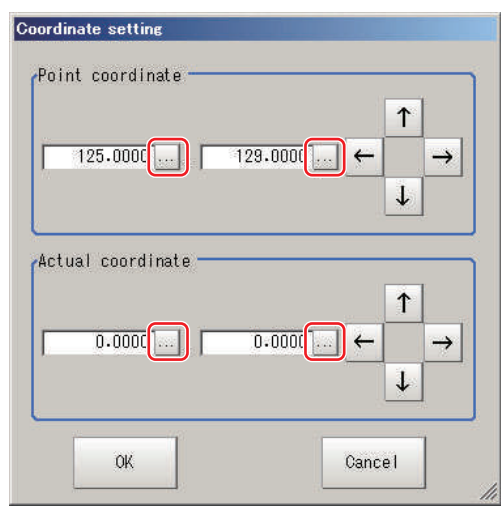 Coordinate setting
Point coordinate
↑
125.0000 ... 129.0000 ... ← →
↓
Actual coordinate
↑
0.0000 ... 0.0000 ... ← →
↓
OK Cancel